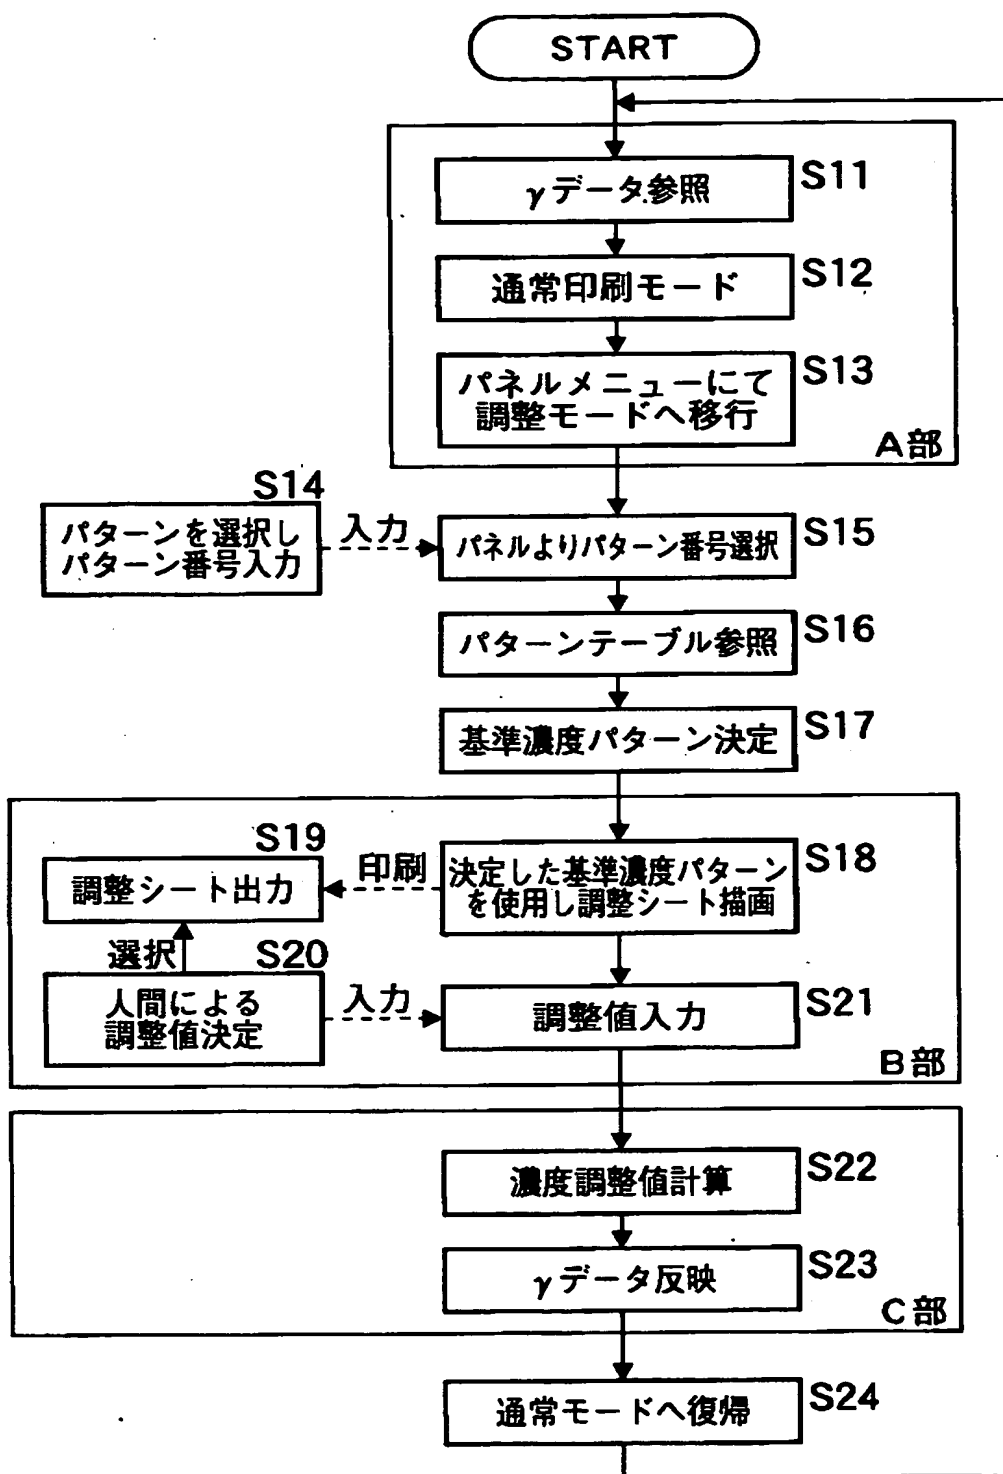 START
γデータ参照
S11
通常印刷モード
S12
パネルメニューにて
調整モードへ移行
S13
A部
S14
パターンを選択し
パターン番号入力
入力
パネルよりパターン番号選択
S15
パターンテーブル参照
S16
基準濃度パターン決定
S17
S19
調整シート出力
印刷
決定した基準濃度パターン
を使用し調整シート描画
S18
選択
S20
人間による
調整値決定
入力
調整値入力
S21
B部
濃度調整値計算
S22
γデータ反映
S23
C部
通常モードへ復帰
S24